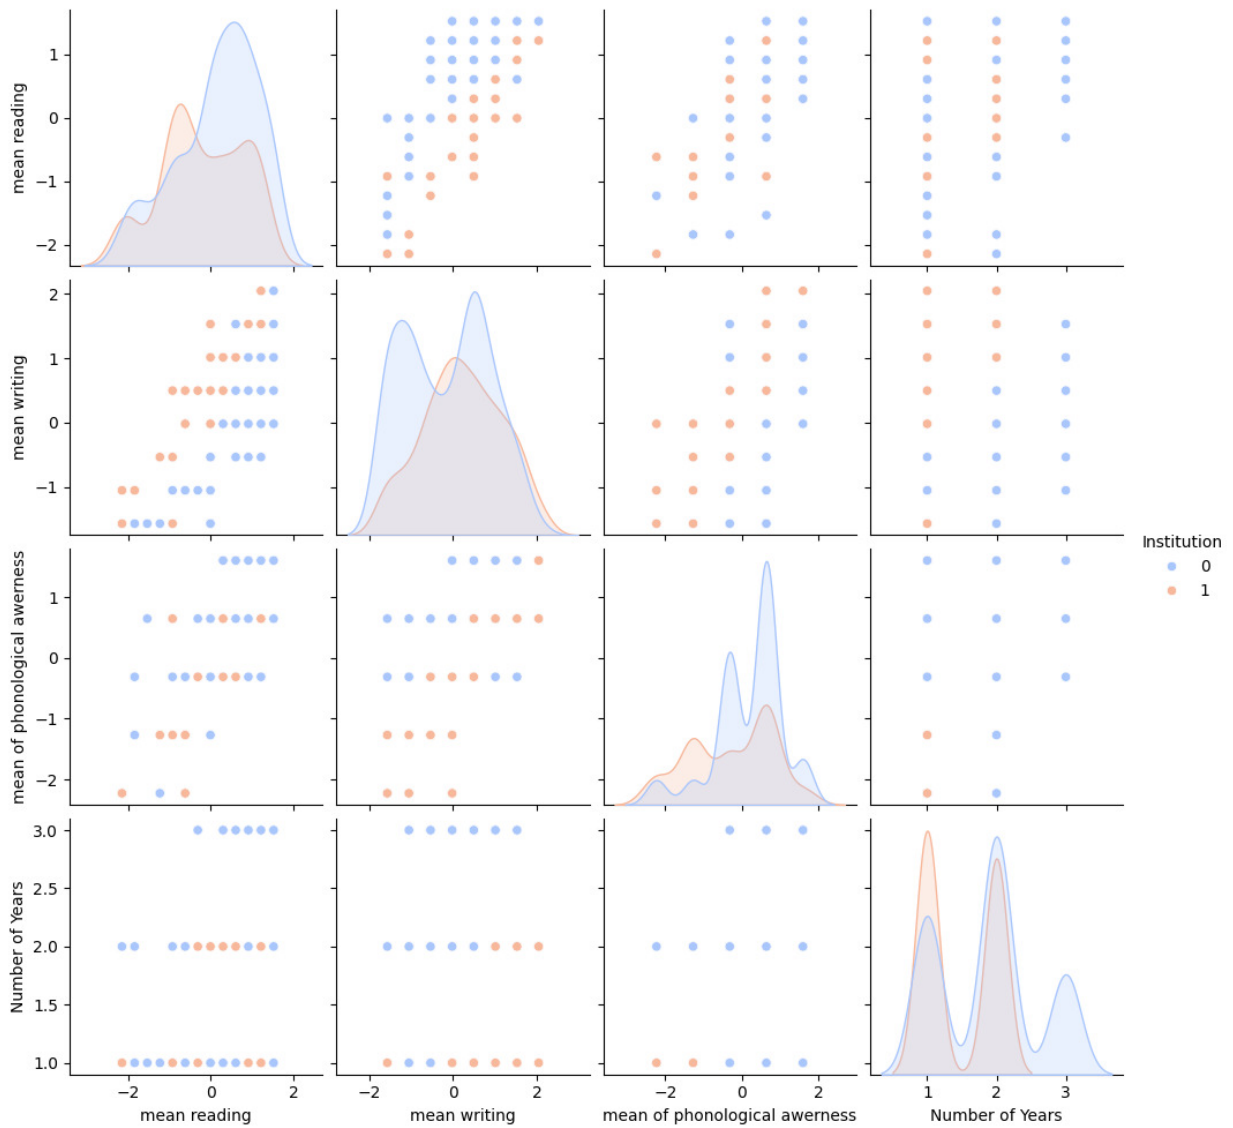 mean reading
1
0
−1
−2
mean writing
2
1
0
−1
mean of phonological awerness
1
0
−1
−2
Institution
0
1
Number of Years
3.0
2.5
2.0
1.5
1.0
−2 0 2
−2 0 2
−2 0 2
1 2 3
mean reading
mean writing
mean of phonological awerness
Number of Years